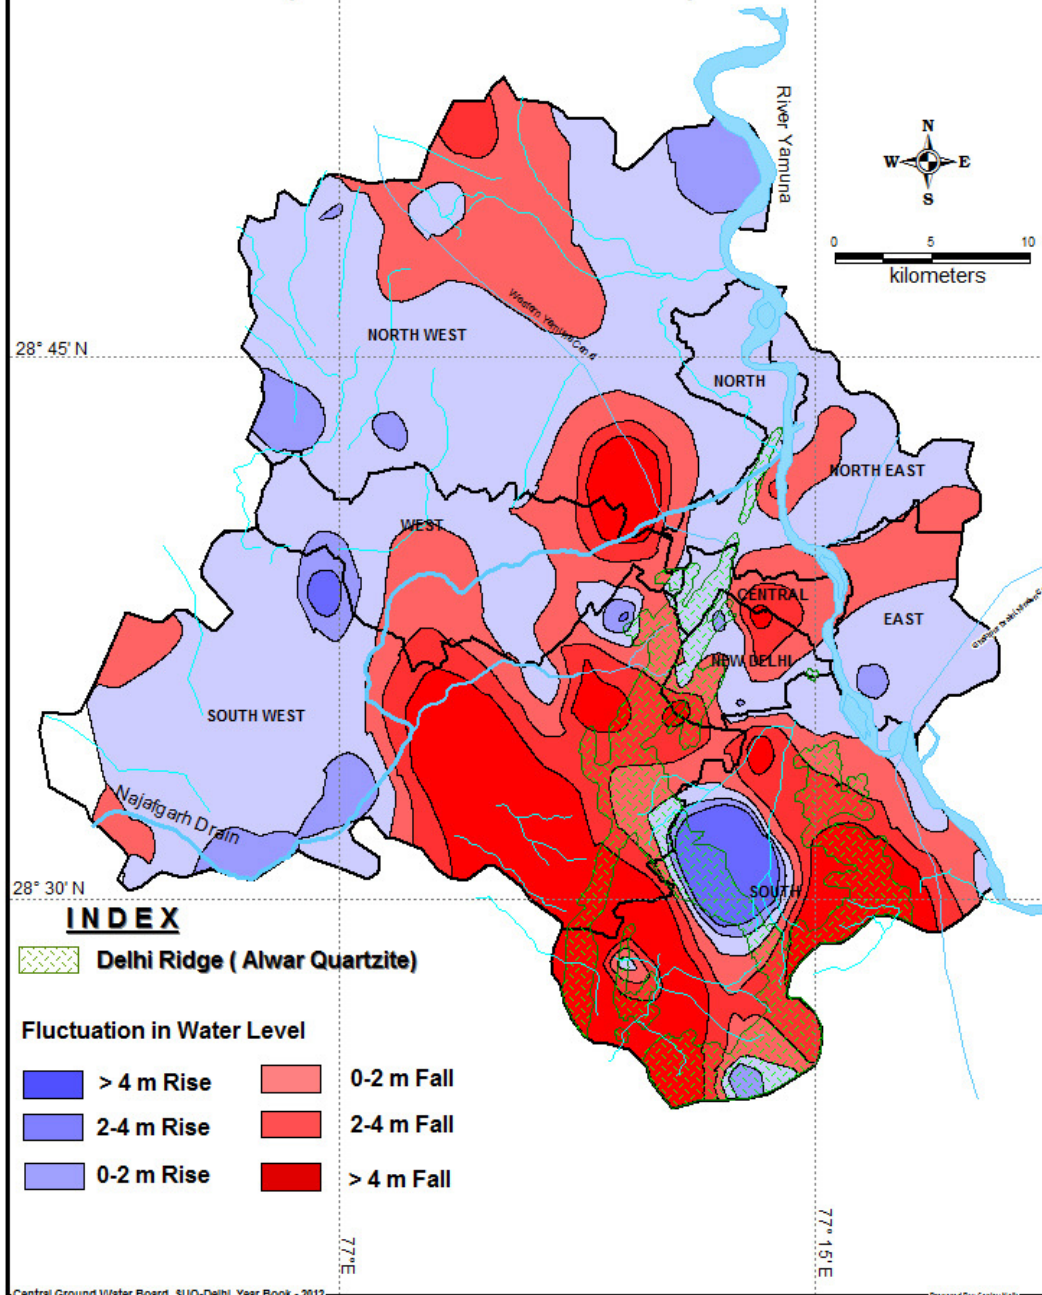 River Yamuna
N
W E
S
0 5 10
kilometers
Western Yamuna Canal
NORTH WEST
28° 45' N
NORTH
NORTH EAST
WEST
CENTRAL
EAST
NEW DELHI
SOUTH WEST
Najafgarh Drain
28° 30' N
SOUTH
INDEX
Delhi Ridge ( Alwar Quartzite)
Fluctuation in Water Level
> 4 m Rise
0-2 m Fall
2-4 m Rise
2-4 m Fall
0-2 m Rise
> 4 m Fall
77°E
77° 15' E
Central Ground Water Board, SUO-Delhi, Year Book - 2012